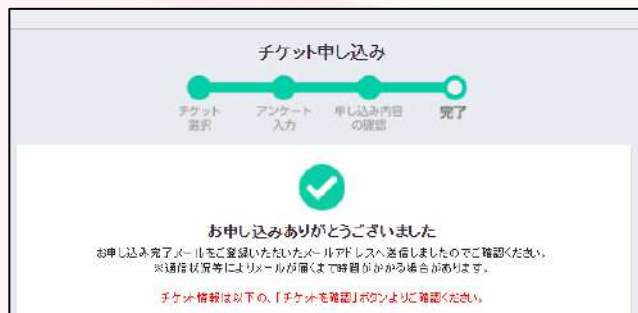 チケット申し込み
チケット
選択
アンケート
入力
申し込み内容
の確認
完了
お申し込みありがとうございました
お申し込み完了メールをご登録いただいたメールアドレスへ送信しましたのでご確認ください。
※通信状況等によりメールが届くまで時間がかかる場合があります。
チケット情報は以下の、「チケットを確認」ボタンよりご確認ください。